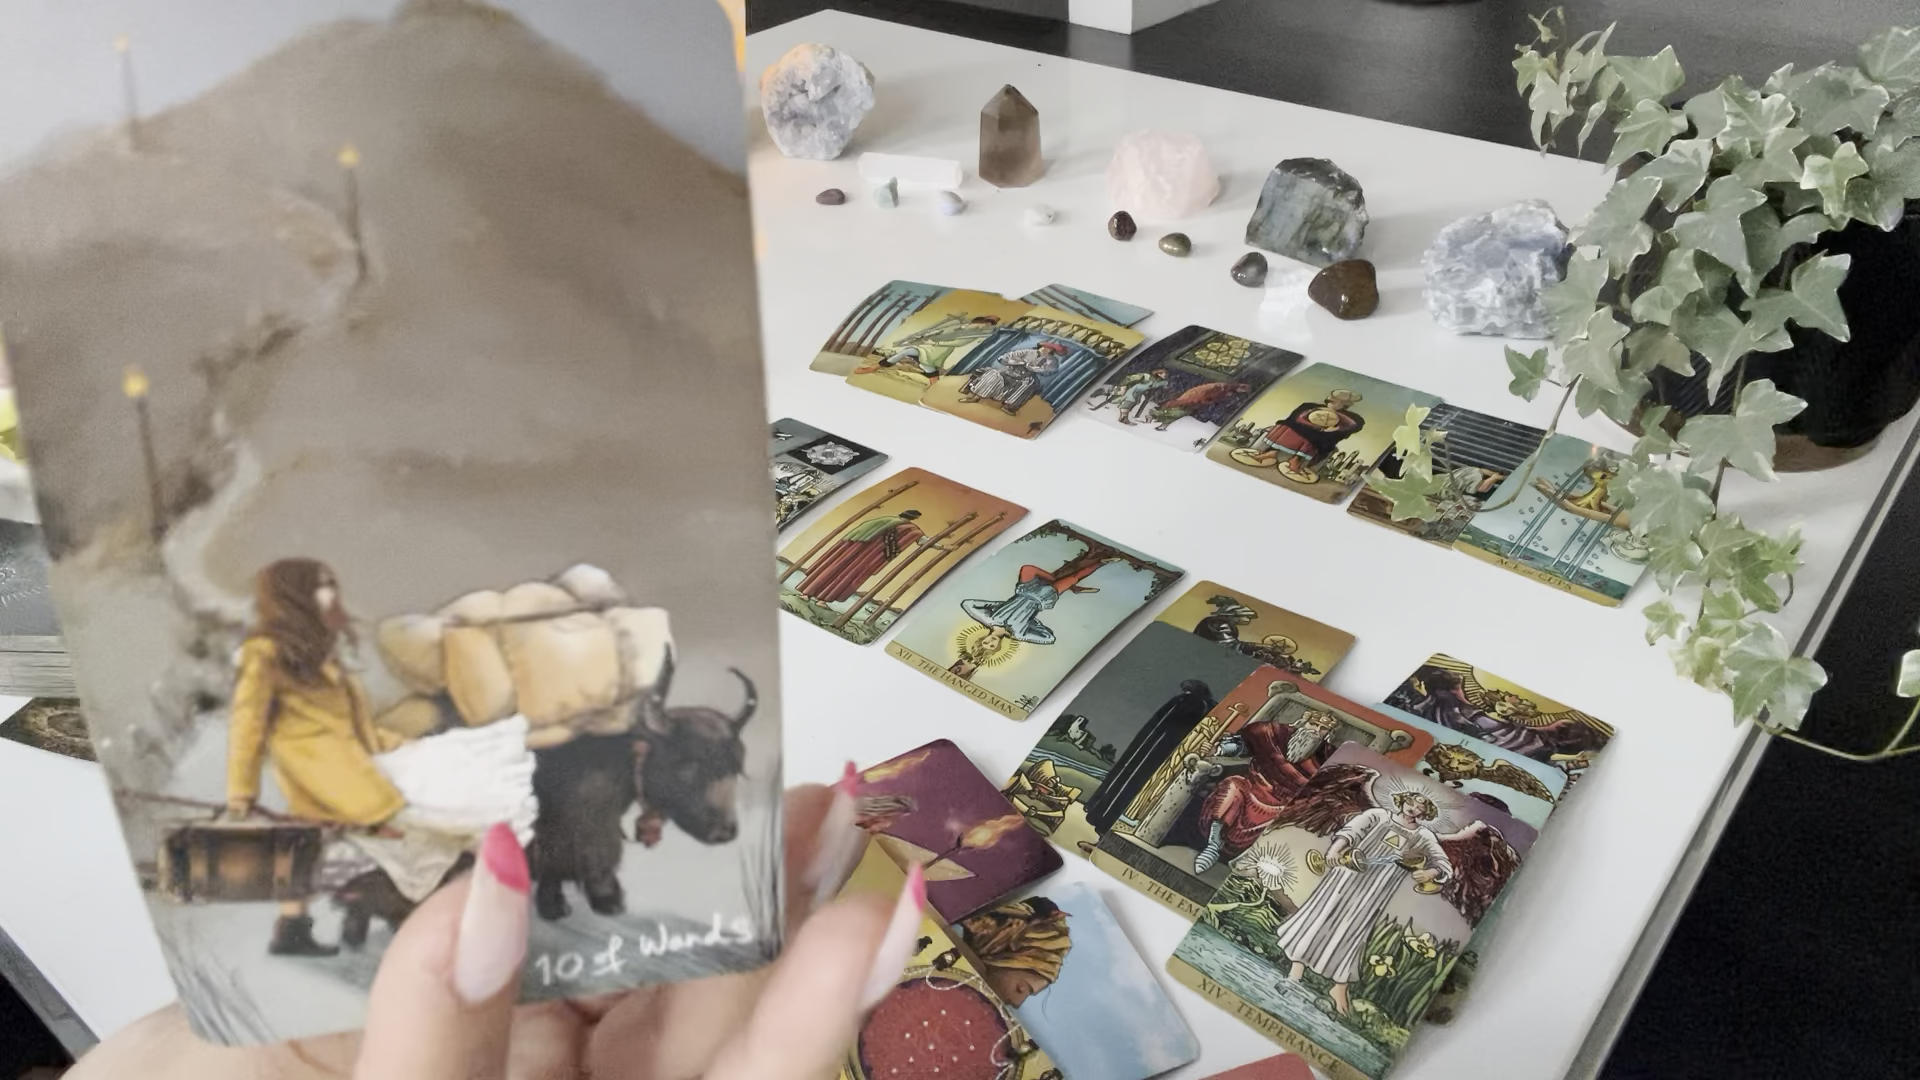 10 of Wands
ACE OF CUPS
XII · THE HANGED MAN
IV · THE EM
XIV · TEMPERANCE